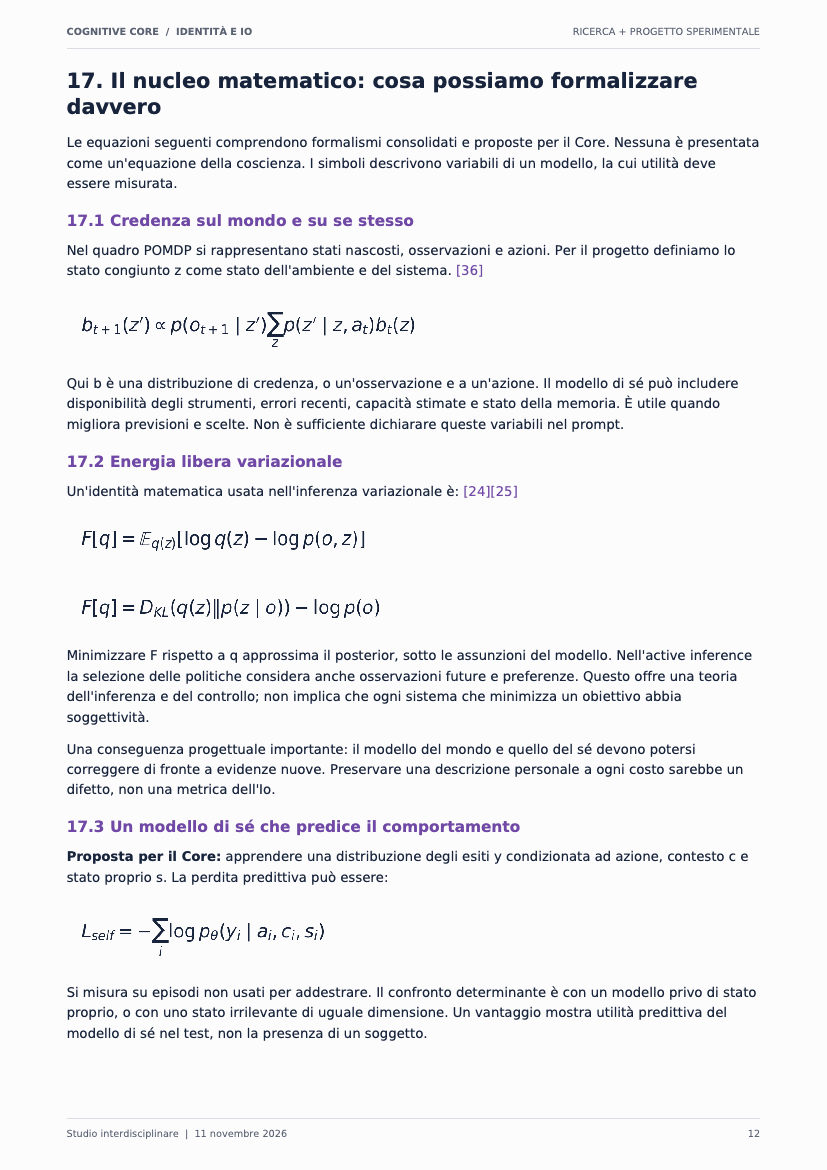 COGNITIVE CORE / IDENTITÀ E IO
RICERCA + PROGETTO SPERIMENTALE
17. Il nucleo matematico: cosa possiamo formalizzare
davvero
Le equazioni seguenti comprendono formalismi consolidati e proposte per il Core. Nessuna è presentata
come un'equazione della coscienza. I simboli descrivono variabili di un modello, la cui utilità deve
essere misurata.
17.1 Credenza sul mondo e su se stesso
Nel quadro POMDP si rappresentano stati nascosti, osservazioni e azioni. Per il progetto definiamo lo
stato congiunto z come stato dell'ambiente e del sistema. [36]
b_{t+1}(z′) ∝ p(o_{t+1} | z′)∑_z p(z′ | z, a_t)b_t(z)
Qui b è una distribuzione di credenza, o un'osservazione e a un'azione. Il modello di sé può includere
disponibilità degli strumenti, errori recenti, capacità stimate e stato della memoria. È utile quando
migliora previsioni e scelte. Non è sufficiente dichiarare queste variabili nel prompt.
17.2 Energia libera variazionale
Un'identità matematica usata nell'inferenza variazionale è: [24][25]
F[q] = 𝔼_{q(z)}[log q(z) − log p(o, z)]
F[q] = D_{KL}(q(z)‖p(z | o)) − log p(o)
Minimizzare F rispetto a q approssima il posterior, sotto le assunzioni del modello. Nell'active inference
la selezione delle politiche considera anche osservazioni future e preferenze. Questo offre una teoria
dell'inferenza e del controllo; non implica che ogni sistema che minimizza un obiettivo abbia
soggettività.
Una conseguenza progettuale importante: il modello del mondo e quello del sé devono potersi
correggere di fronte a evidenze nuove. Preservare una descrizione personale a ogni costo sarebbe un
difetto, non una metrica dell'Io.
17.3 Un modello di sé che predice il comportamento
Proposta per il Core: apprendere una distribuzione degli esiti y condizionata ad azione, contesto c e
stato proprio s. La perdita predittiva può essere:
L_{self} = −∑_i log p_θ(y_i | a_i, c_i, s_i)
Si misura su episodi non usati per addestrare. Il confronto determinante è con un modello privo di stato
proprio, o con uno stato irrilevante di uguale dimensione. Un vantaggio mostra utilità predittiva del
modello di sé nel test, non la presenza di un soggetto.
Studio interdisciplinare | 11 novembre 2026
12